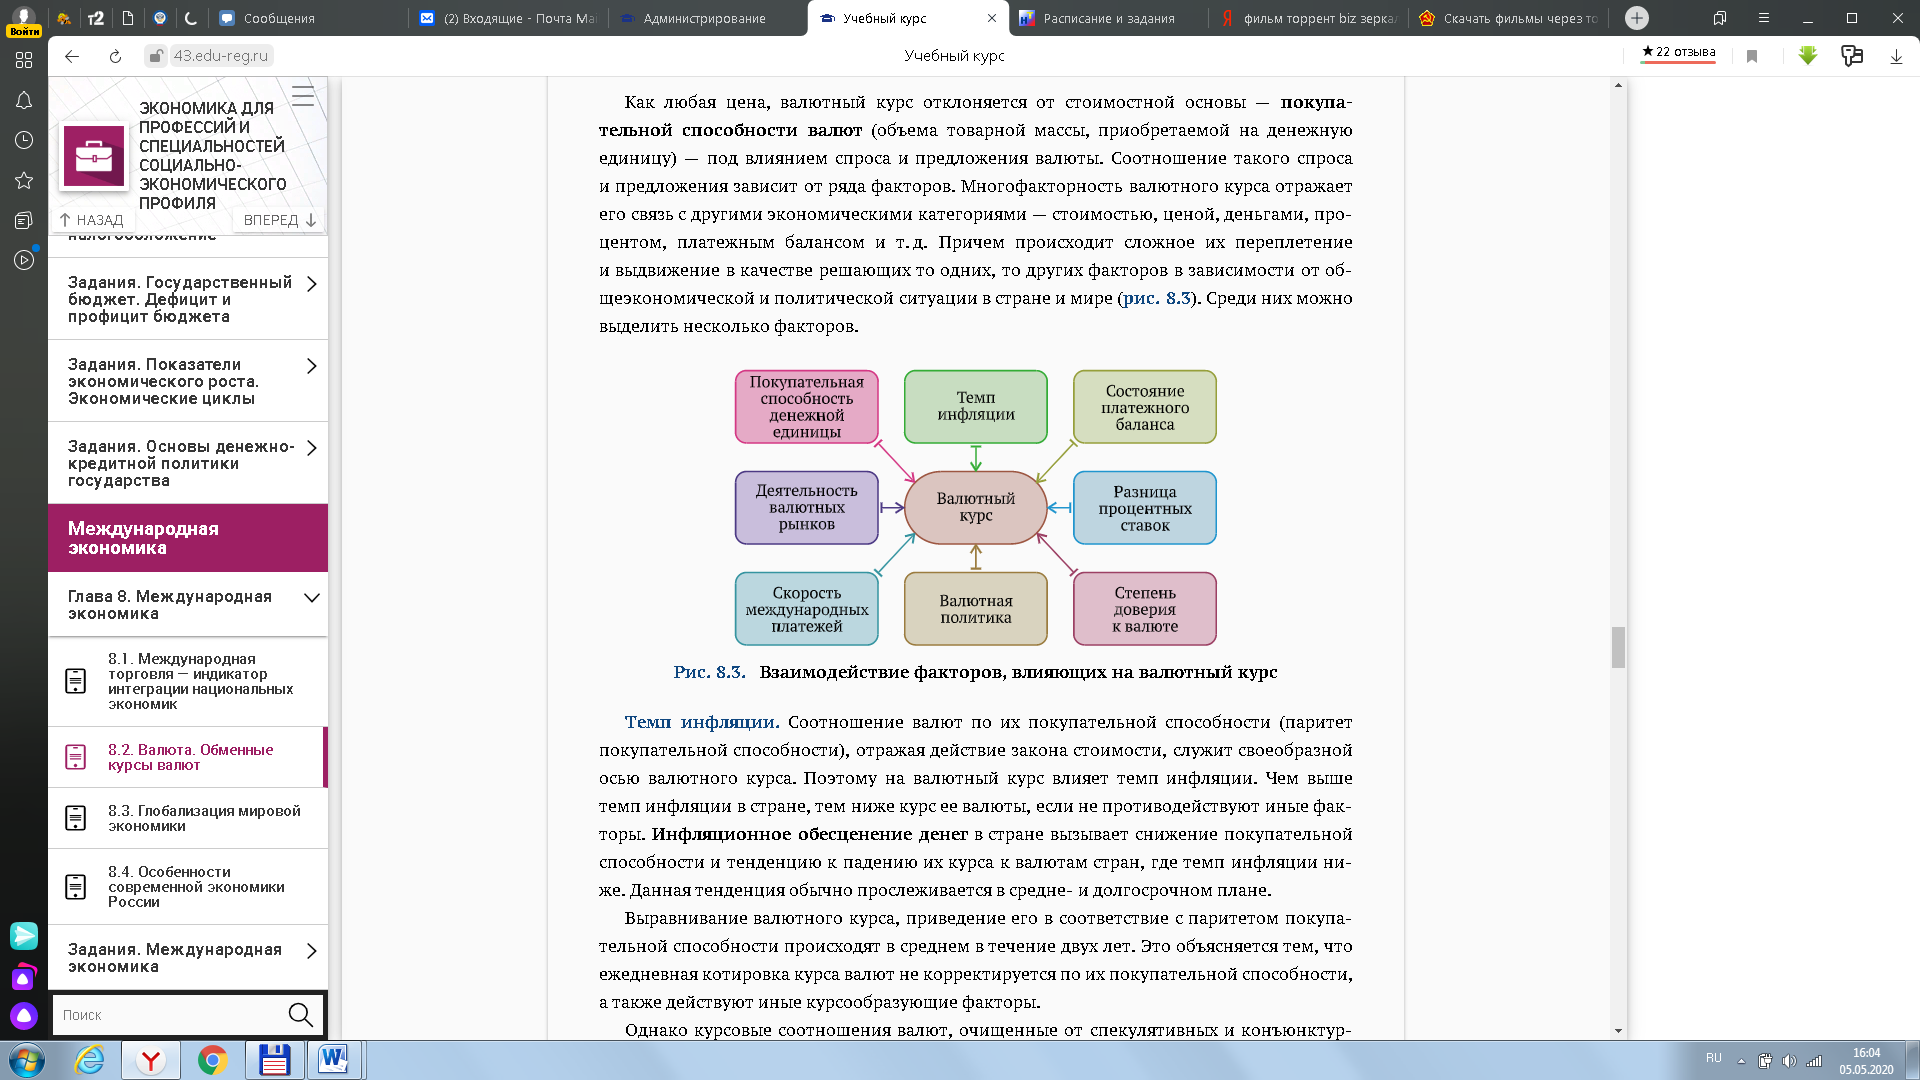 Войти
т2
Сообщения
(2) Входящие - Почта Mai
Администрирование
Учебный курс
Расписание и задания
фильм торрент biz зерка
Скачать фильмы через то
43.edu-reg.ru
Учебный курс
★ 22 отзыва
ЭКОНОМИКА ДЛЯ
ПРОФЕССИЙ И
СПЕЦИАЛЬНОСТЕЙ
СОЦИАЛЬНО-
ЭКОНОМИЧЕСКОГО
ПРОФИЛЯ
НАЗАД
ВПЕРЕД
налогообложение
Задания. Государственный
бюджет. Дефицит и
профицит бюджета
Задания. Показатели
экономического роста.
Экономические циклы
Задания. Основы денежно-
кредитной политики
государства
Международная
экономика
Глава 8. Международная
экономика
8.1. Международная
торговля — индикатор
интеграции национальных
экономик
8.2. Валюта. Обменные
курсы валют
8.3. Глобализация мировой
экономики
8.4. Особенности
современной экономики
России
Задания. Международная
экономика
Поиск
Как любая цена, валютный курс отклоняется от стоимостной основы — покупа-
тельной способности валют (объема товарной массы, приобретаемой на денежную
единицу) — под влиянием спроса и предложения валюты. Соотношение такого спроса
и предложения зависит от ряда факторов. Многофакторность валютного курса отражает
его связь с другими экономическими категориями — стоимостью, ценой, деньгами, про-
центом, платежным балансом и т. д. Причем происходит сложное их переплетение
и выдвижение в качестве решающих то одних, то других факторов в зависимости от об-
щеэкономической и политической ситуации в стране и мире (рис. 8.3). Среди них можно
выделить несколько факторов.
Покупательная
способность
денежной
единицы
Темп
инфляции
Состояние
платежного
баланса
Деятельность
валютных
рынков
Валютный
курс
Разница
процентных
ставок
Скорость
международных
платежей
Валютная
политика
Степень
доверия
к валюте
Рис. 8.3. Взаимодействие факторов, влияющих на валютный курс
Темп инфляции. Соотношение валют по их покупательной способности (паритет
покупательной способности), отражая действие закона стоимости, служит своеобразной
осью валютного курса. Поэтому на валютный курс влияет темп инфляции. Чем выше
темп инфляции в стране, тем ниже курс ее валюты, если не противодействуют иные фак-
торы. Инфляционное обесценение денег в стране вызывает снижение покупательной
способности и тенденцию к падению их курса к валютам стран, где темп инфляции ни-
же. Данная тенденция обычно прослеживается в средне- и долгосрочном плане.
Выравнивание валютного курса, приведение его в соответствие с паритетом покупа-
тельной способности происходят в среднем в течение двух лет. Это объясняется тем, что
ежедневная котировка курса валют не корректируется по их покупательной способности,
а также действуют иные курсообразующие факторы.
Однако курсовые соотношения валют, очищенные от спекулятивных и конъюнктур-
RU
16:04
05.05.2020